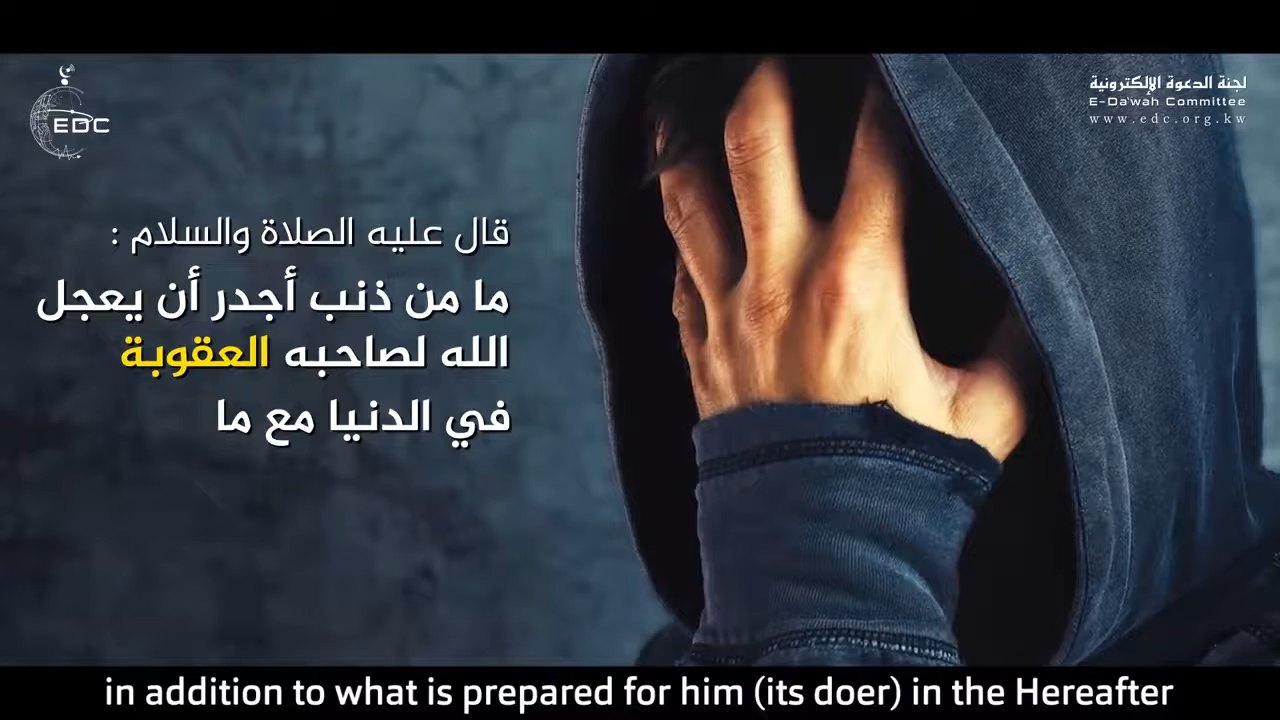 EDC
لجنة الدعوة الإلكترونية
E-Da'wah Committee
www.edc.org.kw
قال عليه الصلاة والسلام :
ما من ذنب أجدر أن يعجل
الله لصاحبه العقوبة
في الدنيا مع ما
in addition to what is prepared for him (its doer) in the Hereafter